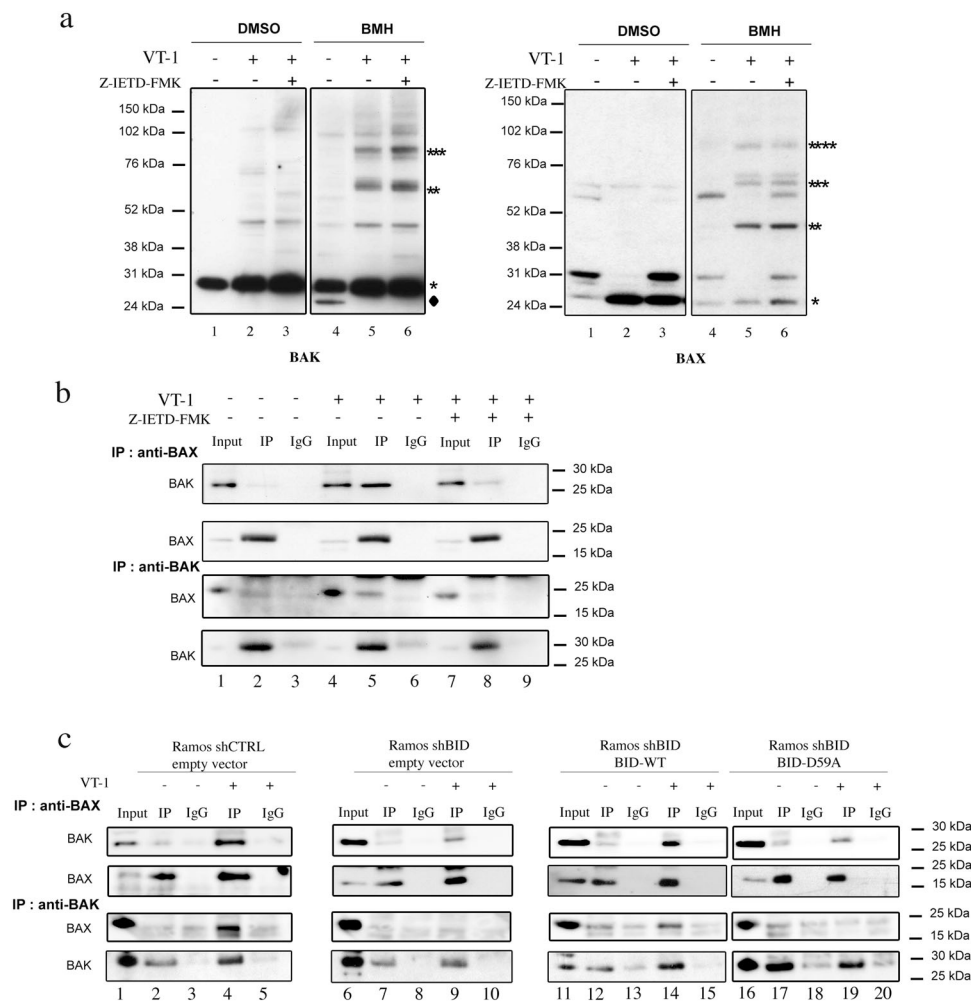 a
DMSO BMH DMSO BMH
VT-1 - + + - + + - + + - + +
Z-IETD-FMK - - + - - + - - + - - +
150 kDa 150 kDa
102 kDa 102 kDa
**** 
76 kDa *** 76 kDa
***
52 kDa ** 52 kDa
**
38 kDa 38 kDa
31 kDa 31 kDa
* 
24 kDa ♦ 24 kDa *
1 2 3 4 5 6 1 2 3 4 5 6
BAK BAX
b
VT-1 - - - + + + + + +
Z-IETD-FMK - - - - - - + + +
Input IP IgG Input IP IgG Input IP IgG
IP : anti-BAX
30 kDa
BAK
25 kDa
25 kDa
BAX
15 kDa
IP : anti-BAK
25 kDa
BAX
15 kDa
30 kDa
BAK
25 kDa
1 2 3 4 5 6 7 8 9
c
Ramos shCTRL Ramos shBID Ramos shBID Ramos shBID
empty vector empty vector BID-WT BID-D59A
VT-1 - - + + - - + + - - + + - - + +
IP : anti-BAX
Input IP IgG IP IgG Input IP IgG IP IgG Input IP IgG IP IgG Input IP IgG IP IgG
30 kDa
BAK
25 kDa
25 kDa
BAX
15 kDa
IP : anti-BAK
25 kDa
BAX
15 kDa
30 kDa
BAK
25 kDa
1 2 3 4 5 6 7 8 9 10 11 12 13 14 15 16 17 18 19 20